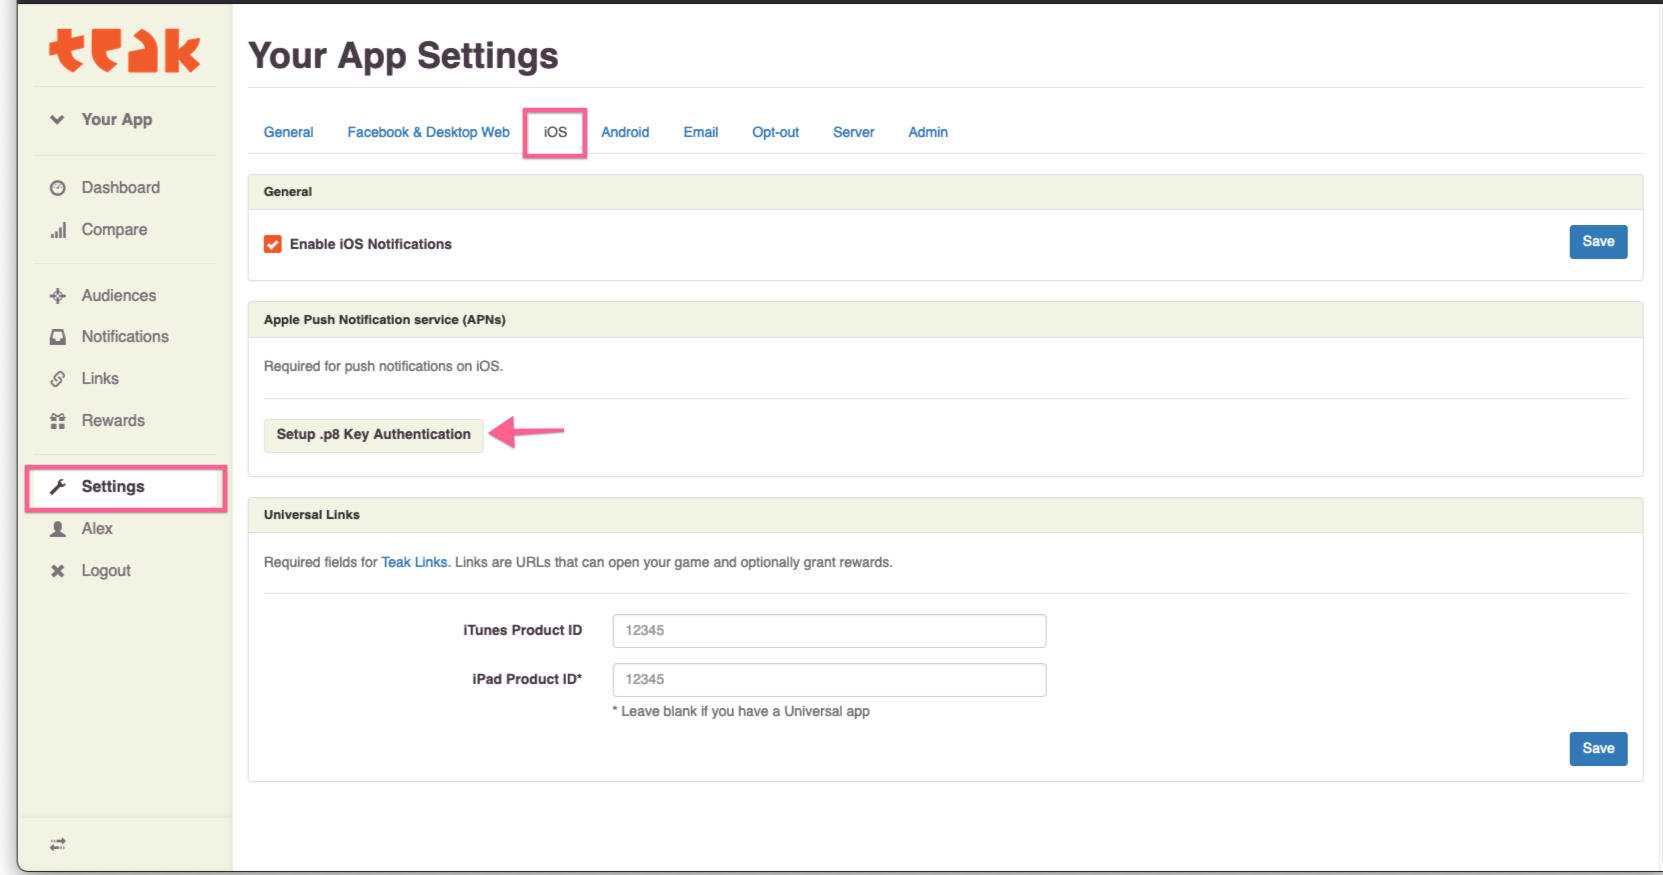 teak
Your App
Dashboard
Compare
Audiences
Notifications
Links
Rewards
Settings
Alex
Logout
Your App Settings
General Facebook & Desktop Web iOS Android Email Opt-out Server Admin
General
Enable iOS Notifications
Save
Apple Push Notification service (APNs)
Required for push notifications on iOS.
Setup .p8 Key Authentication
Universal Links
Required fields for Teak Links. Links are URLs that can open your game and optionally grant rewards.
iTunes Product ID 12345
iPad Product ID* 12345
* Leave blank if you have a Universal app
Save